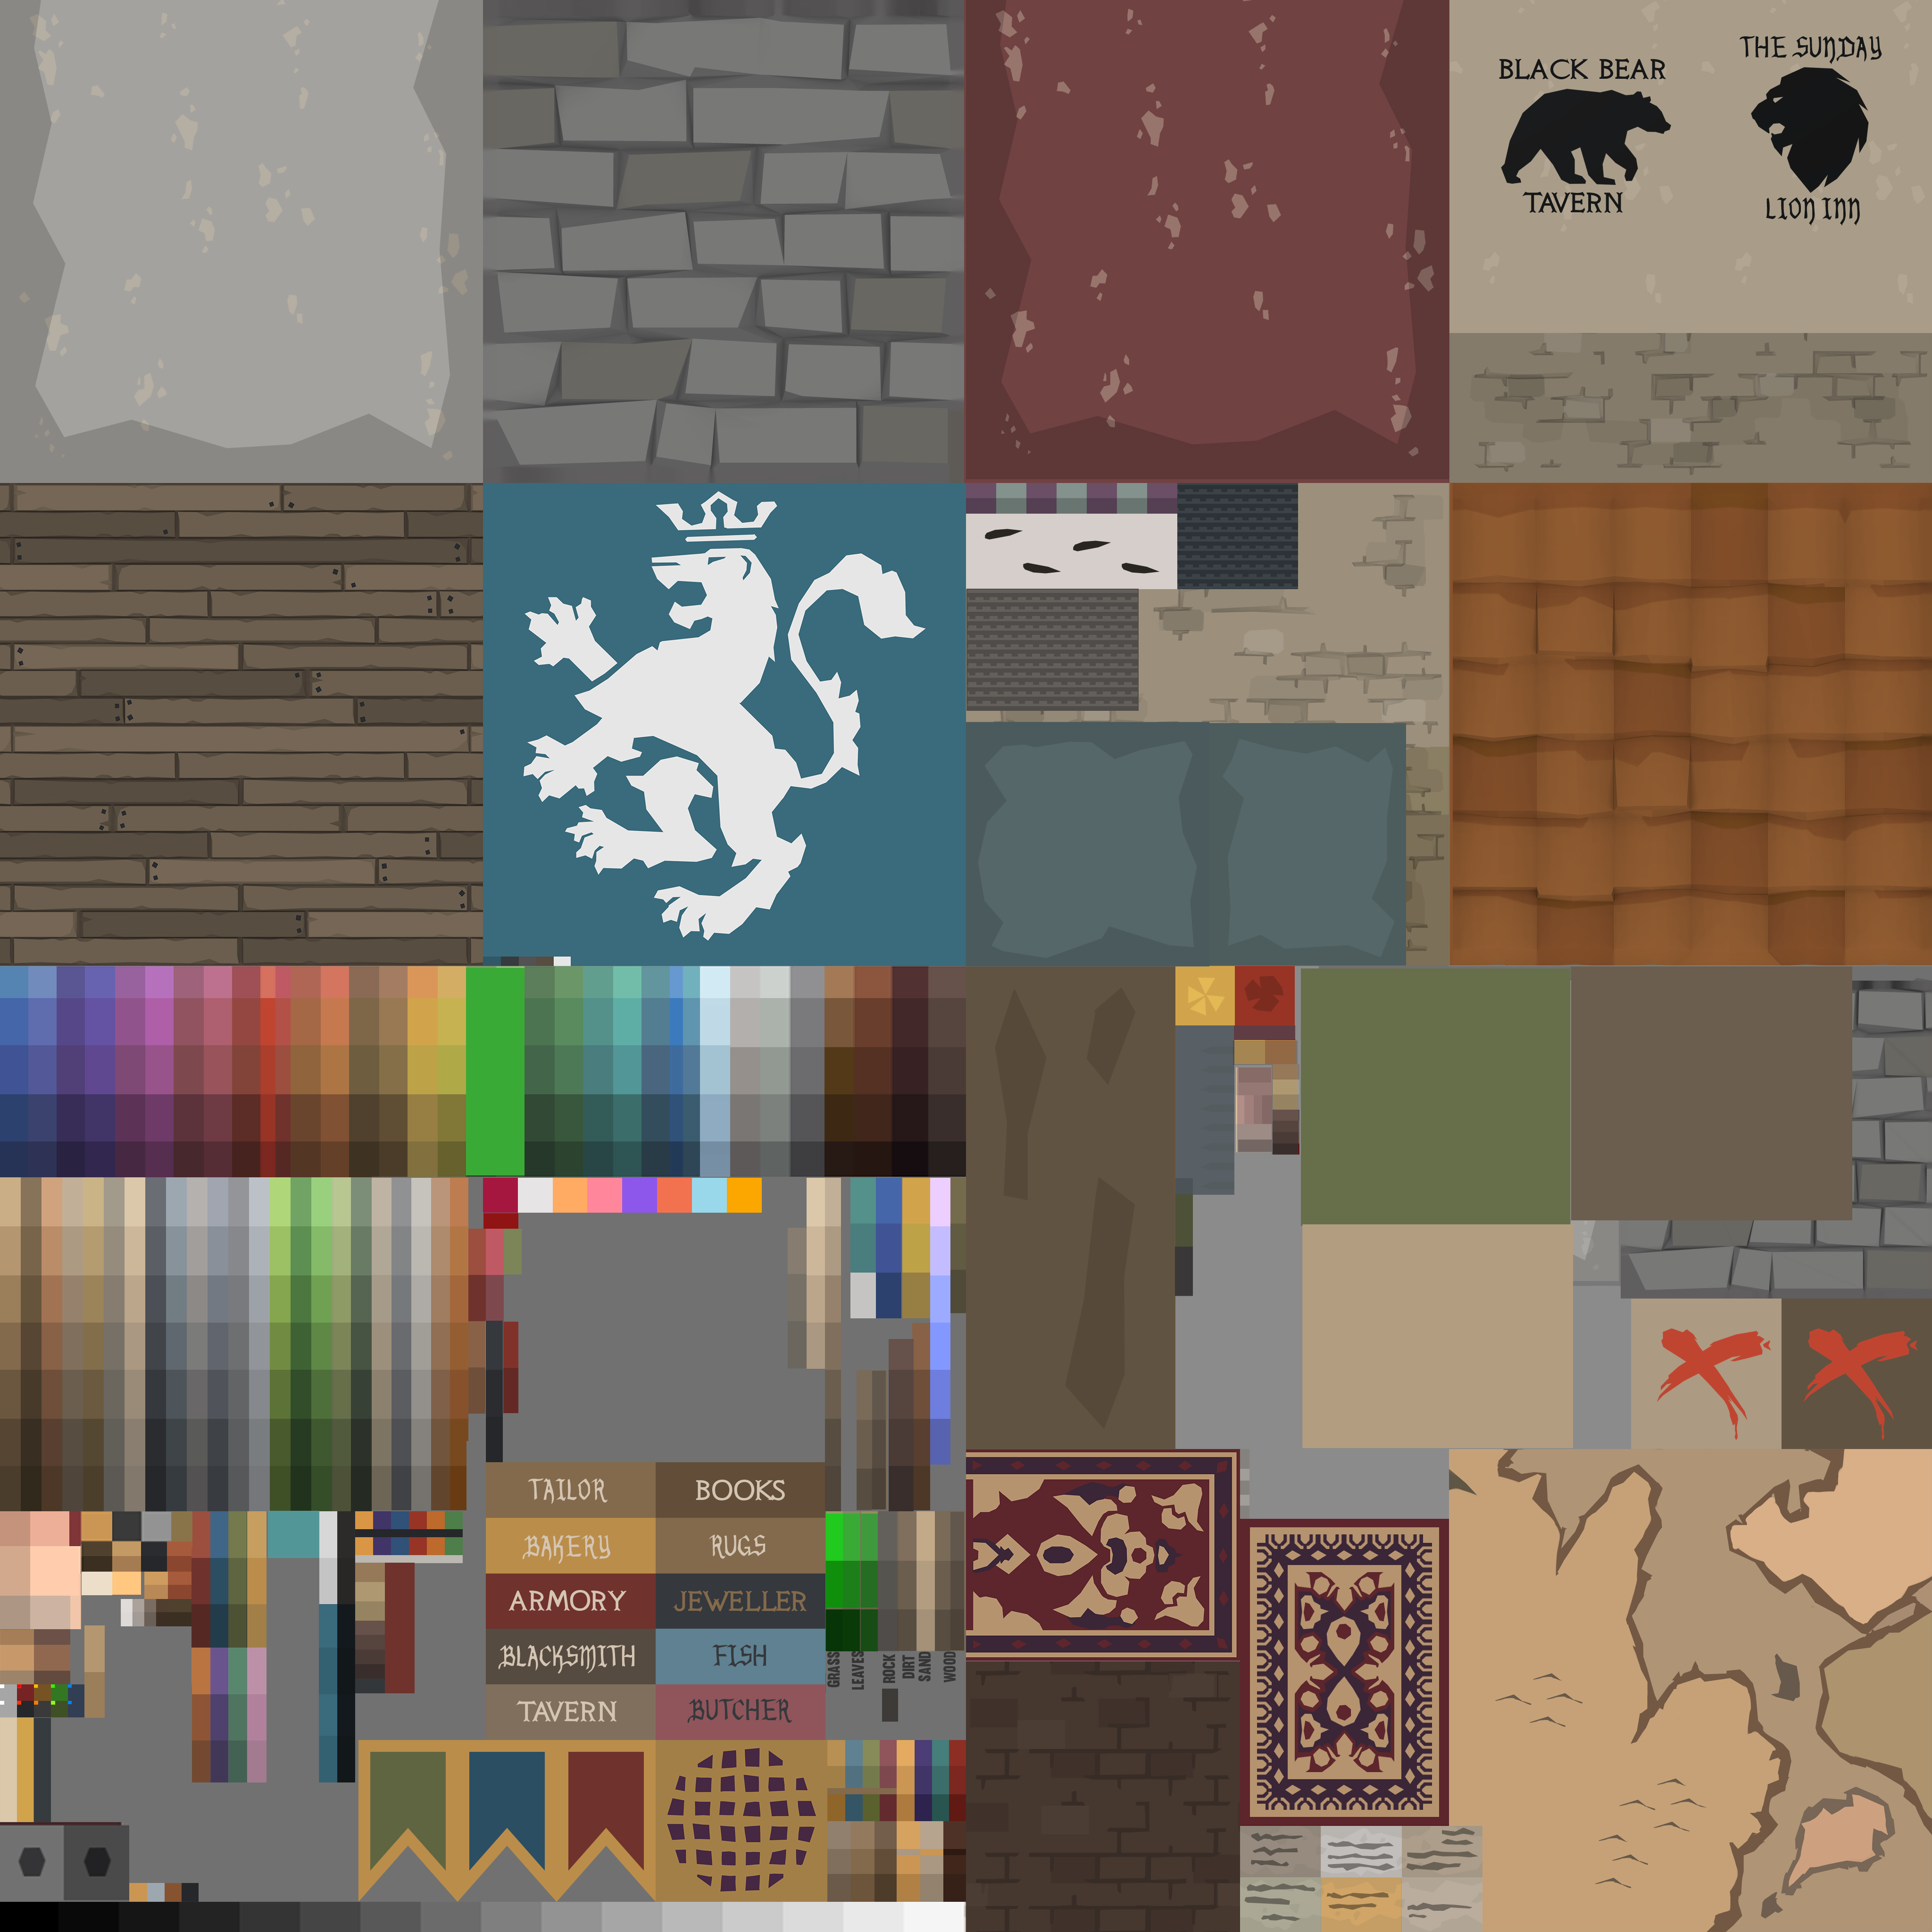 BLACK BEAR
TAVERN
THE SUNDAY
LION INN
TAILOR
BOOKS
BAKERY
RUGS
ARMORY
JEWELLER
BLACKSMITH
FISH
TAVERN
BUTCHER
GRASS
LEAVES
ROCK
DIRT
SAND
WOOD